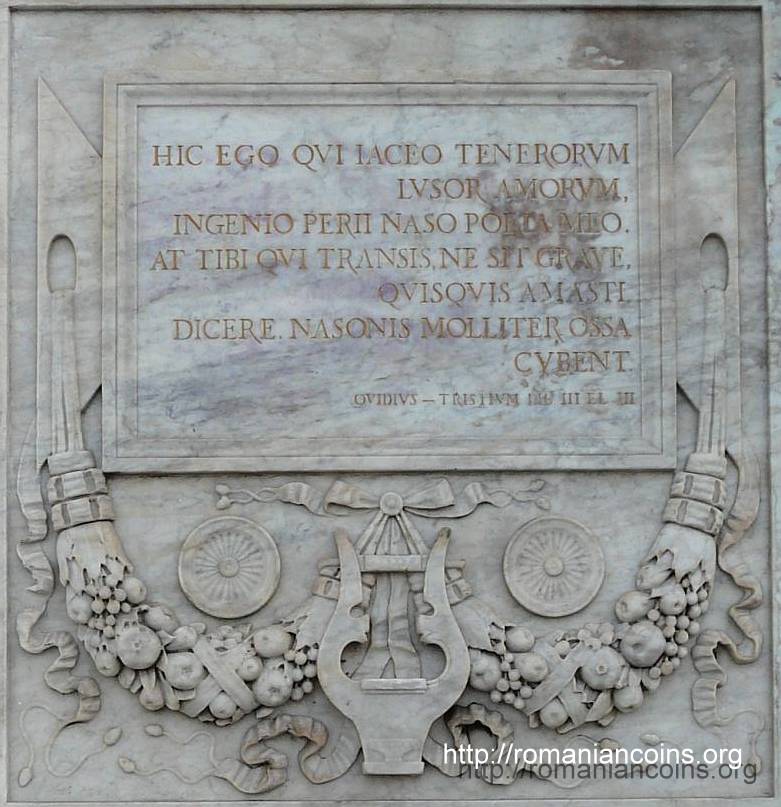 HIC EGO QVI IACEO TENERORVM
LVSOR AMORVM,
INGENIO PERII NASO POETA MEO.
AT TIBI QVI TRANSIS, NE SIT GRAVE,
QVISQVIS AMASTI.
DICERE. NASONIS MOLLITER OSSA
CVBENT.
OVIDIVS – TRISTIVM LIB III EL III
http://romaniancoins.org